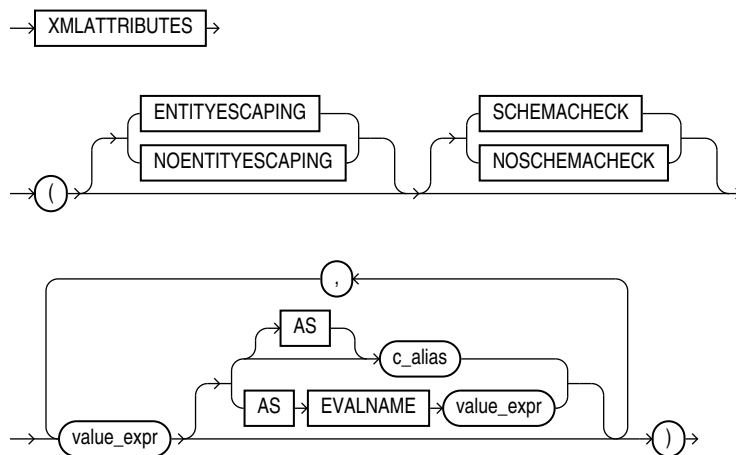 XMLATTRIBUTES
ENTITYESCAPING SCHEMACHECK
( NOENTITYESCAPING NOSCHEMACHECK
,
AS c_alias
AS EVALNAME value_expr
value_expr )